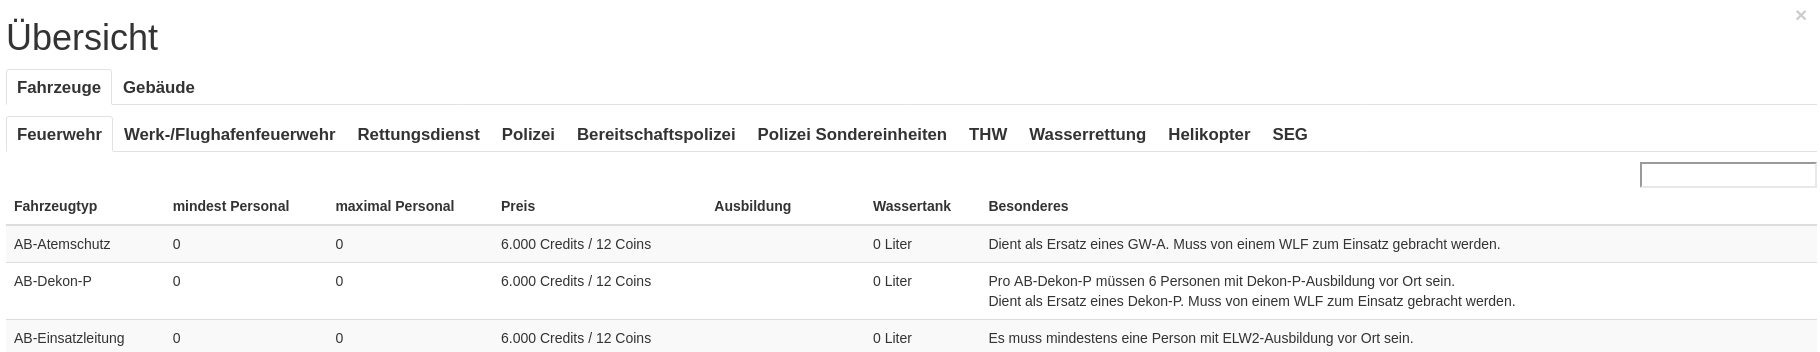 ×
Übersicht
Fahrzeuge Gebäude
Feuerwehr Werk-/Flughafenfeuerwehr Rettungsdienst Polizei Bereitschaftspolizei Polizei Sondereinheiten THW Wasserrettung Helikopter SEG
Fahrzeugtyp mindest Personal maximal Personal Preis Ausbildung Wassertank Besonderes
AB-Atemschutz 0 0 6.000 Credits / 12 Coins 0 Liter Dient als Ersatz eines GW-A. Muss von einem WLF zum Einsatz gebracht werden.
AB-Dekon-P 0 0 6.000 Credits / 12 Coins 0 Liter Pro AB-Dekon-P müssen 6 Personen mit Dekon-P-Ausbildung vor Ort sein.
Dient als Ersatz eines Dekon-P. Muss von einem WLF zum Einsatz gebracht werden.
AB-Einsatzleitung 0 0 6.000 Credits / 12 Coins 0 Liter Es muss mindestens eine Person mit ELW2-Ausbildung vor Ort sein.